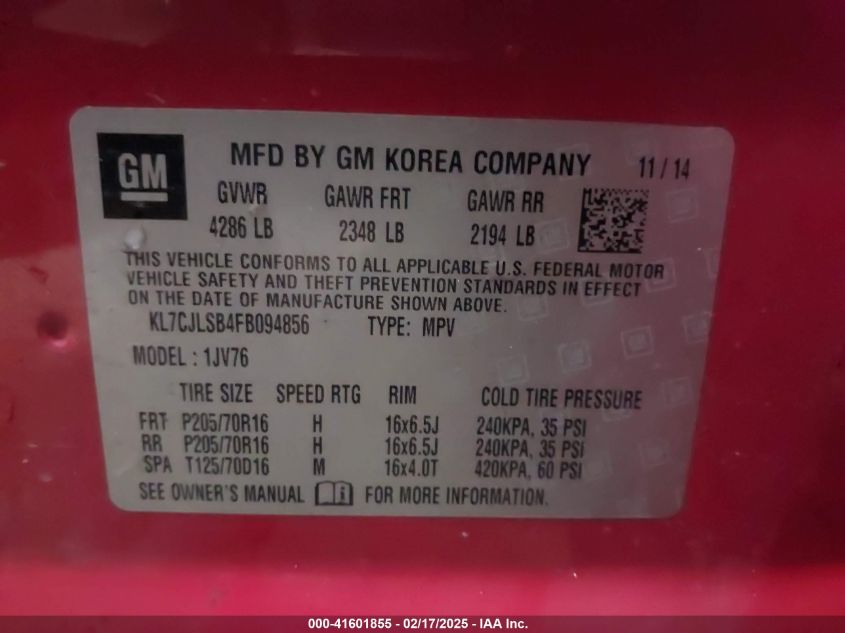 GM
MFD BY GM KOREA COMPANY 11/14
GVWR GAWR FRT GAWR RR
4286 LB 2348 LB 2194 LB
THIS VEHICLE CONFORMS TO ALL APPLICABLE U.S. FEDERAL MOTOR
VEHICLE SAFETY AND THEFT PREVENTION STANDARDS IN EFFECT
ON THE DATE OF MANUFACTURE SHOWN ABOVE.
KL7CJLSB4FB094856 TYPE: MPV
MODEL : 1JV76
TIRE SIZE SPEED RTG RIM COLD TIRE PRESSURE
FRT P205/70R16 H 16x6.5J 240KPA, 35 PSI
RR P205/70R16 H 16x6.5J 240KPA, 35 PSI
SPA T125/70D16 M 16x4.0T 420KPA, 60 PSI
SEE OWNER'S MANUAL i FOR MORE INFORMATION.
000-41601855 - 02/17/2025 - IAA Inc.